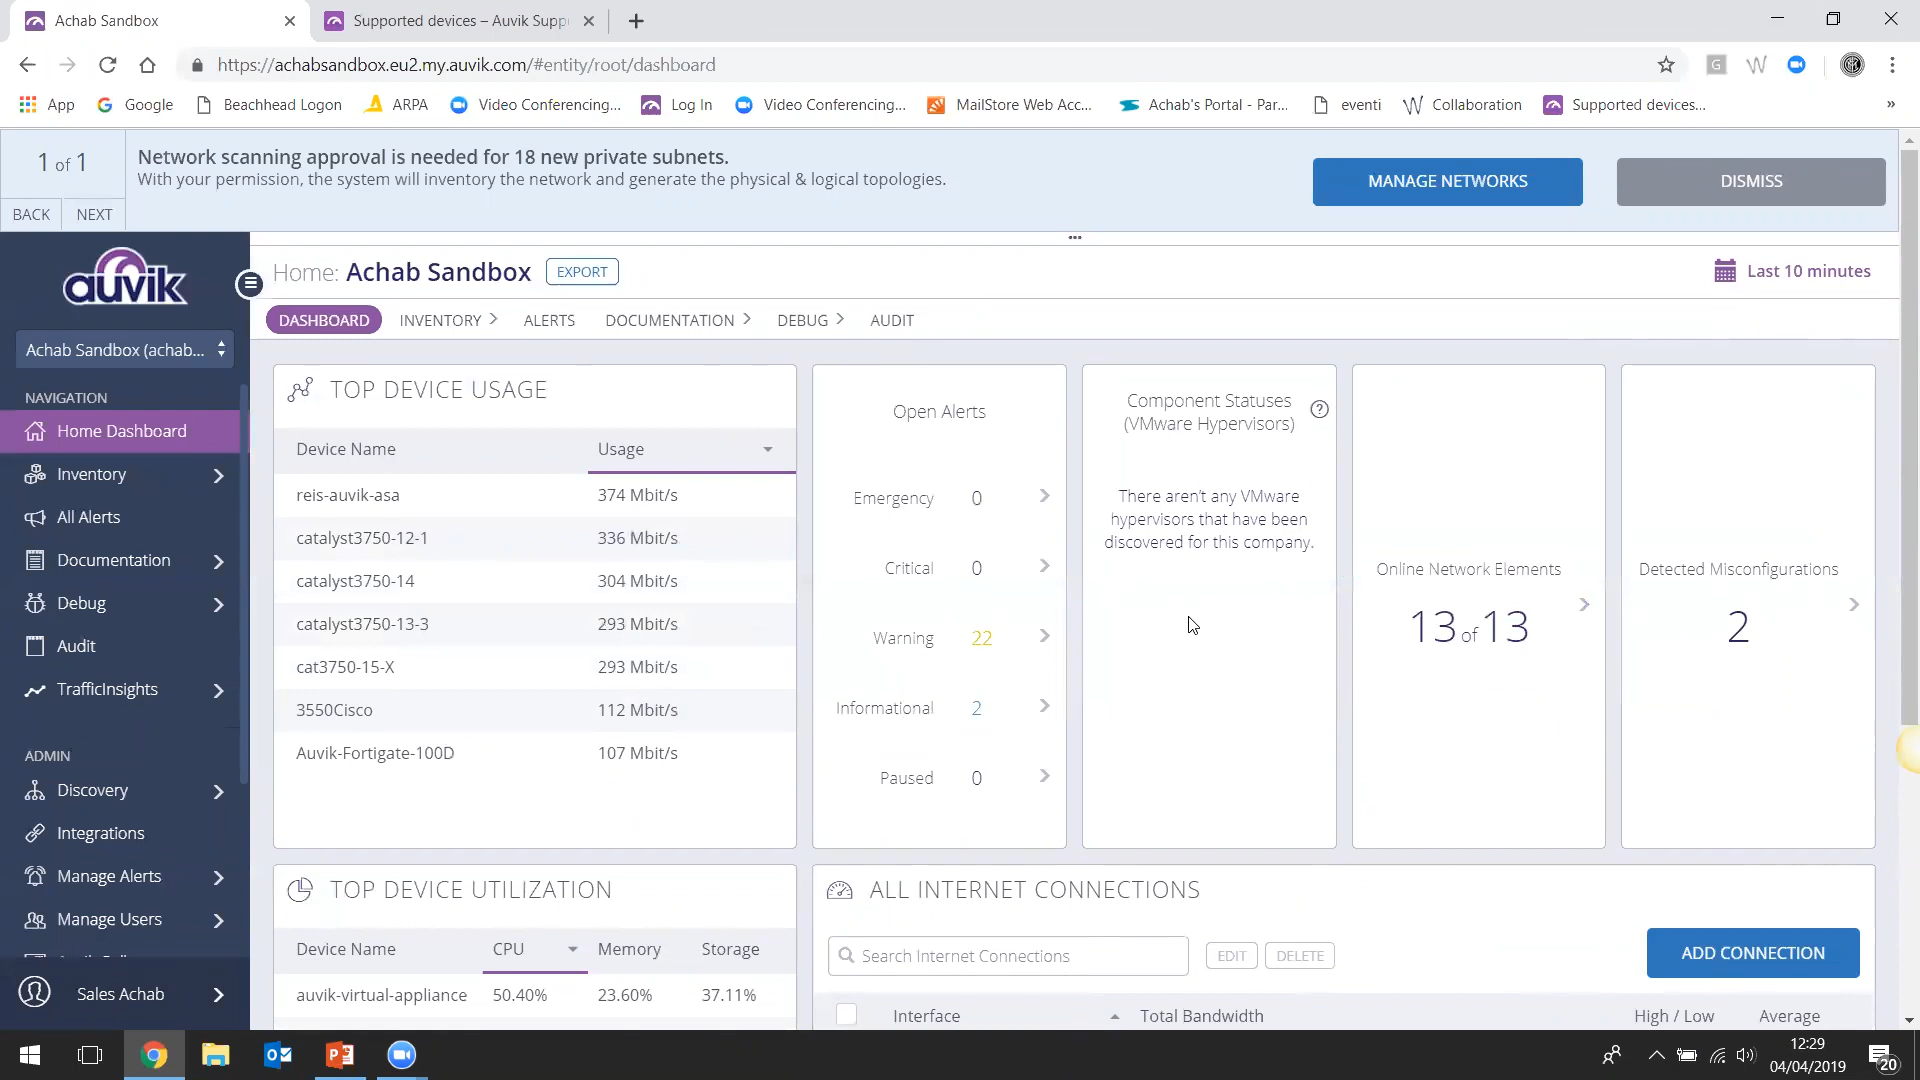 Achab Sandbox
Supported devices – Auvik Supp
https://achabsandbox.eu2.my.auvik.com/#entity/root/dashboard
App Google Beachhead Logon ARPA Video Conferencing... Log In Video Conferencing... MailStore Web Acc... Achab's Portal - Par... eventi Collaboration Supported devices... »
1 of 1
BACK NEXT
Network scanning approval is needed for 18 new private subnets.
With your permission, the system will inventory the network and generate the physical & logical topologies.
MANAGE NETWORKS DISMISS
auvik
Achab Sandbox (achab...
NAVIGATION
Home Dashboard
Inventory
All Alerts
Documentation
Debug
Audit
TrafficInsights
ADMIN
Discovery
Integrations
Manage Alerts
Manage Users
Sales Achab
Home: Achab Sandbox EXPORT
Last 10 minutes
DASHBOARD INVENTORY ALERTS DOCUMENTATION DEBUG AUDIT
TOP DEVICE USAGE
Device Name Usage
reis-auvik-asa 374 Mbit/s
catalyst3750-12-1 336 Mbit/s
catalyst3750-14 304 Mbit/s
catalyst3750-13-3 293 Mbit/s
cat3750-15-X 293 Mbit/s
3550Cisco 112 Mbit/s
Auvik-Fortigate-100D 107 Mbit/s
Open Alerts
Emergency 0
Critical 0
Warning 22
Informational 2
Paused 0
Component Statuses
(VMware Hypervisors)
?
There aren't any VMware
hypervisors that have been
discovered for this company.
Online Network Elements
13 of 13
Detected Misconfigurations
2
TOP DEVICE UTILIZATION
Device Name CPU Memory Storage
auvik-virtual-appliance 50.40% 23.60% 37.11%
ALL INTERNET CONNECTIONS
Search Internet Connections EDIT DELETE
ADD CONNECTION
Interface Total Bandwidth High / Low Average
12:29
04/04/2019
20